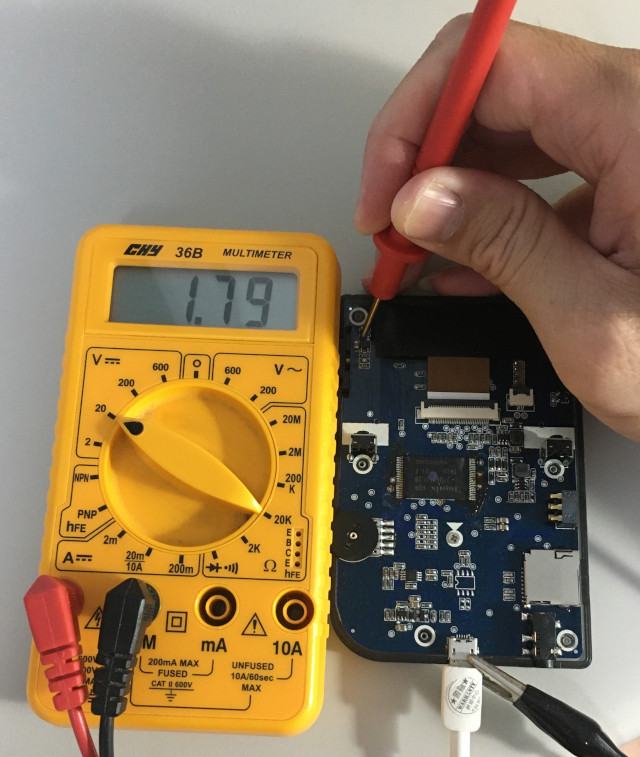 CHY 36B MULTIMETER
1.79
V⎓ 600 600 V~
200 200
20 20M
2 2M
NPN 200
K
PNP 20K
hFE
2m 2K
A⎓ 20m 200m Ω
10A
E
B
C
E
hFE
M mA 10A
200mA MAX
FUSED
CAT II 600V
UNFUSED
10A/60sec
MAX